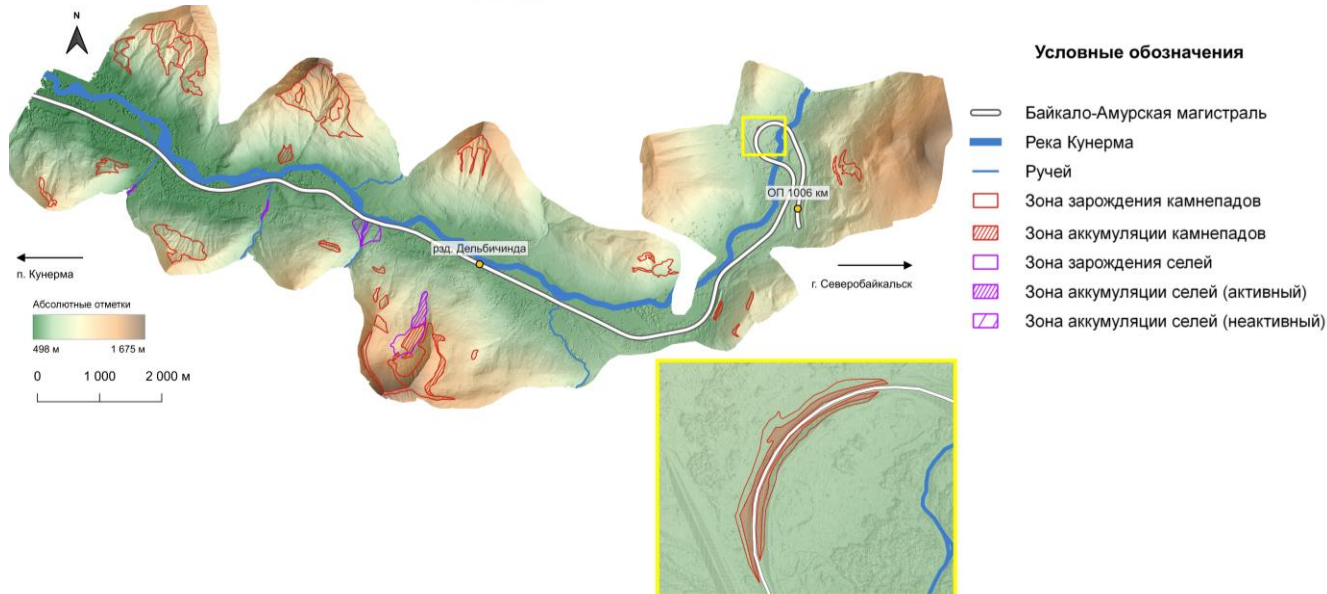 N
п. Кунерма
рзд. Дельбичинда
ОП 1006 км
г. Северобайкальск
Абсолютные отметки
498 м 1 675 м
0 1 000 2 000 м
Условные обозначения
Байкало-Амурская магистраль
Река Кунерма
Ручей
Зона зарождения камнепадов
Зона аккумуляции камнепадов
Зона зарождения селей
Зона аккумуляции селей (активный)
Зона аккумуляции селей (неактивный)